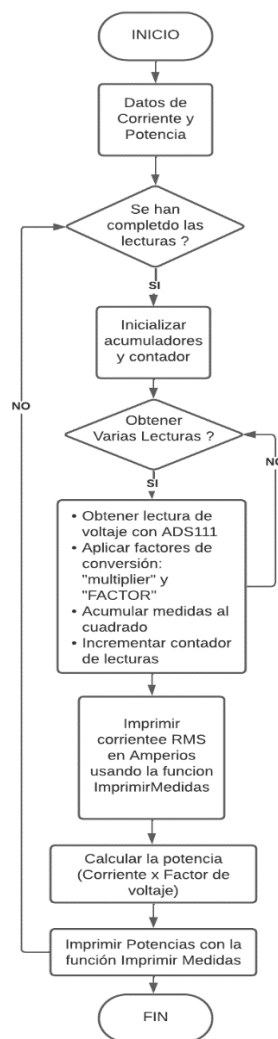 INICIO
Datos de
Corriente y
Potencia
Se han
completdo las
lecturas ?
SI
Inicializar
acumuladores
y contador
NO
Obtener
Varias Lecturas ?
NO
SI
• Obtener lectura de
voltaje con ADS111
• Aplicar factores de
conversión:
"multiplier" y
"FACTOR"
• Acumular medidas al
cuadrado
• Incrementar contador
de lecturas
Imprimir
corrientee RMS
en Amperios
usando la funcion
ImprimirMedidas
Calcular la potencia
(Corriente x Factor de
voltaje)
Imprimir Potencias con la
función Imprimir Medidas
FIN